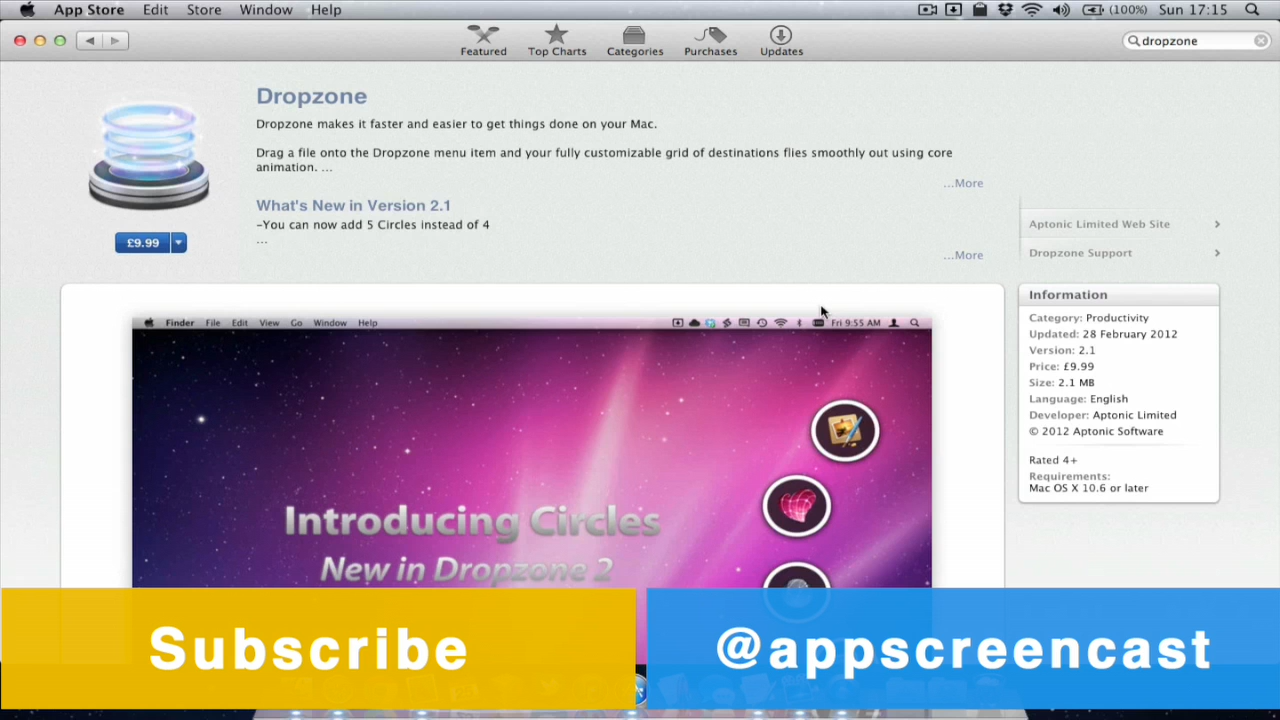 App Store Edit Store Window Help (100%) Sun 17:15
Featured Top Charts Categories Purchases Updates dropzone
Dropzone
Dropzone makes it faster and easier to get things done on your Mac.
Drag a file onto the Dropzone menu item and your fully customizable grid of destinations flies smoothly out using core
animation. ...
...More
What's New in Version 2.1
-You can now add 5 Circles instead of 4
...
...More
£9.99
Aptonic Limited Web Site
Dropzone Support
Information
Category: Productivity
Updated: 28 February 2012
Version: 2.1
Price: £9.99
Size: 2.1 MB
Language: English
Developer: Aptonic Limited
© 2012 Aptonic Software
Rated 4+
Requirements:
Mac OS X 10.6 or later
Finder File Edit View Go Window Help Fri 9:55 AM
Introducing Circles
New in Dropzone 2
Subscribe
@appscreencast